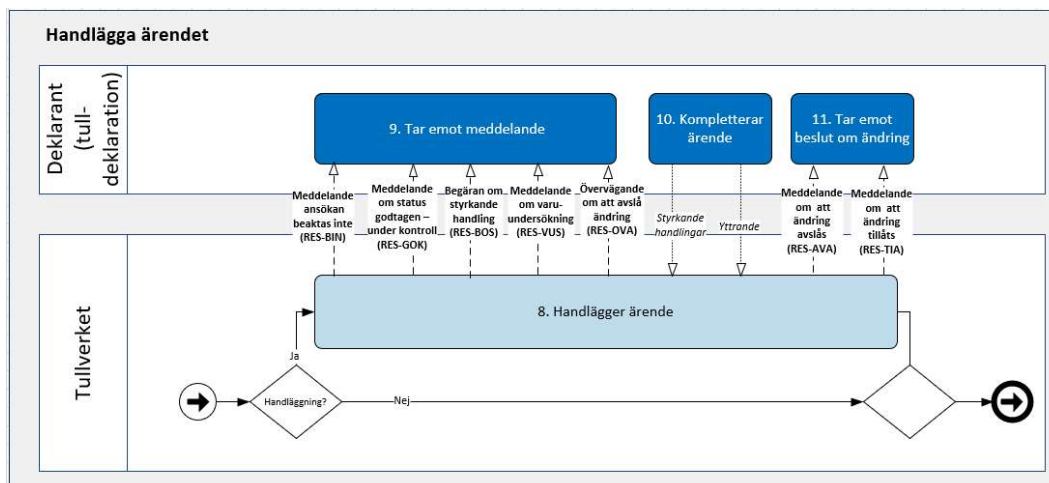 Handlägga ärendet
Deklarant
(tull-
deklaration)
9. Tar emot meddelande
10. Kompletterar
ärende
11. Tar emot
beslut om ändring
Meddelande
ansökan
beaktas inte
(RES-BIN)
Meddelande
om status
godtagen –
under kontroll
(RES-GOK)
Begäran om
styrkande
handling
(RES-BOS)
Meddelande
om varu-
undersökning
(RES-VUS)
Övervägande
om att avslå
ändring
(RES-OVA)
Styrkande
handlingar
Yttrande
Meddelande
om att
ändring
avslås
(RES-AVA)
Meddelande
om att
ändring
tillåts
(RES-TIA)
Tullverket
8. Handlägger ärende
Ja
Handläggning?
Nej